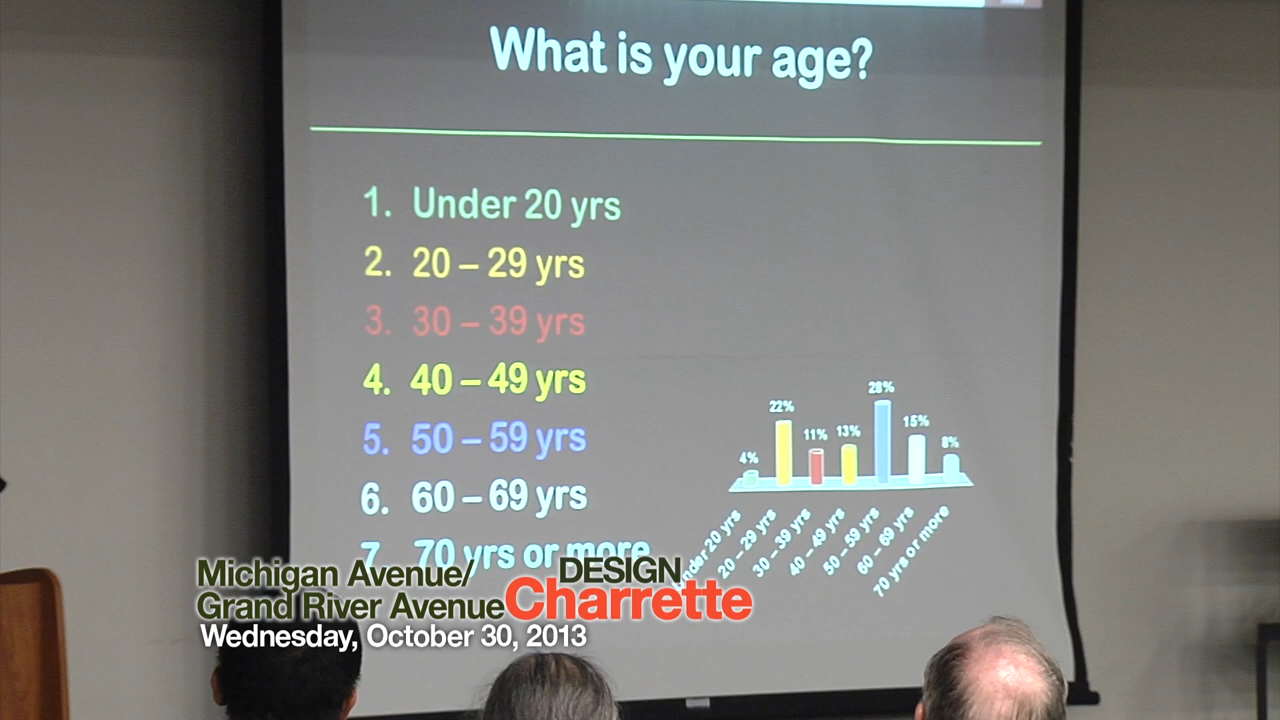 What is your age?
1. Under 20 yrs
2. 20 – 29 yrs
3. 30 – 39 yrs
4. 40 – 49 yrs
5. 50 – 59 yrs
6. 60 – 69 yrs
7. 70 yrs or more
4%
22%
11%
13%
28%
15%
8%
Under 20 yrs
20 – 29 yrs
30 – 39 yrs
40 – 49 yrs
50 – 59 yrs
60 – 69 yrs
70 yrs or more
Michigan Avenue/
Grand River Avenue
DESIGN
Charrette
Wednesday, October 30, 2013